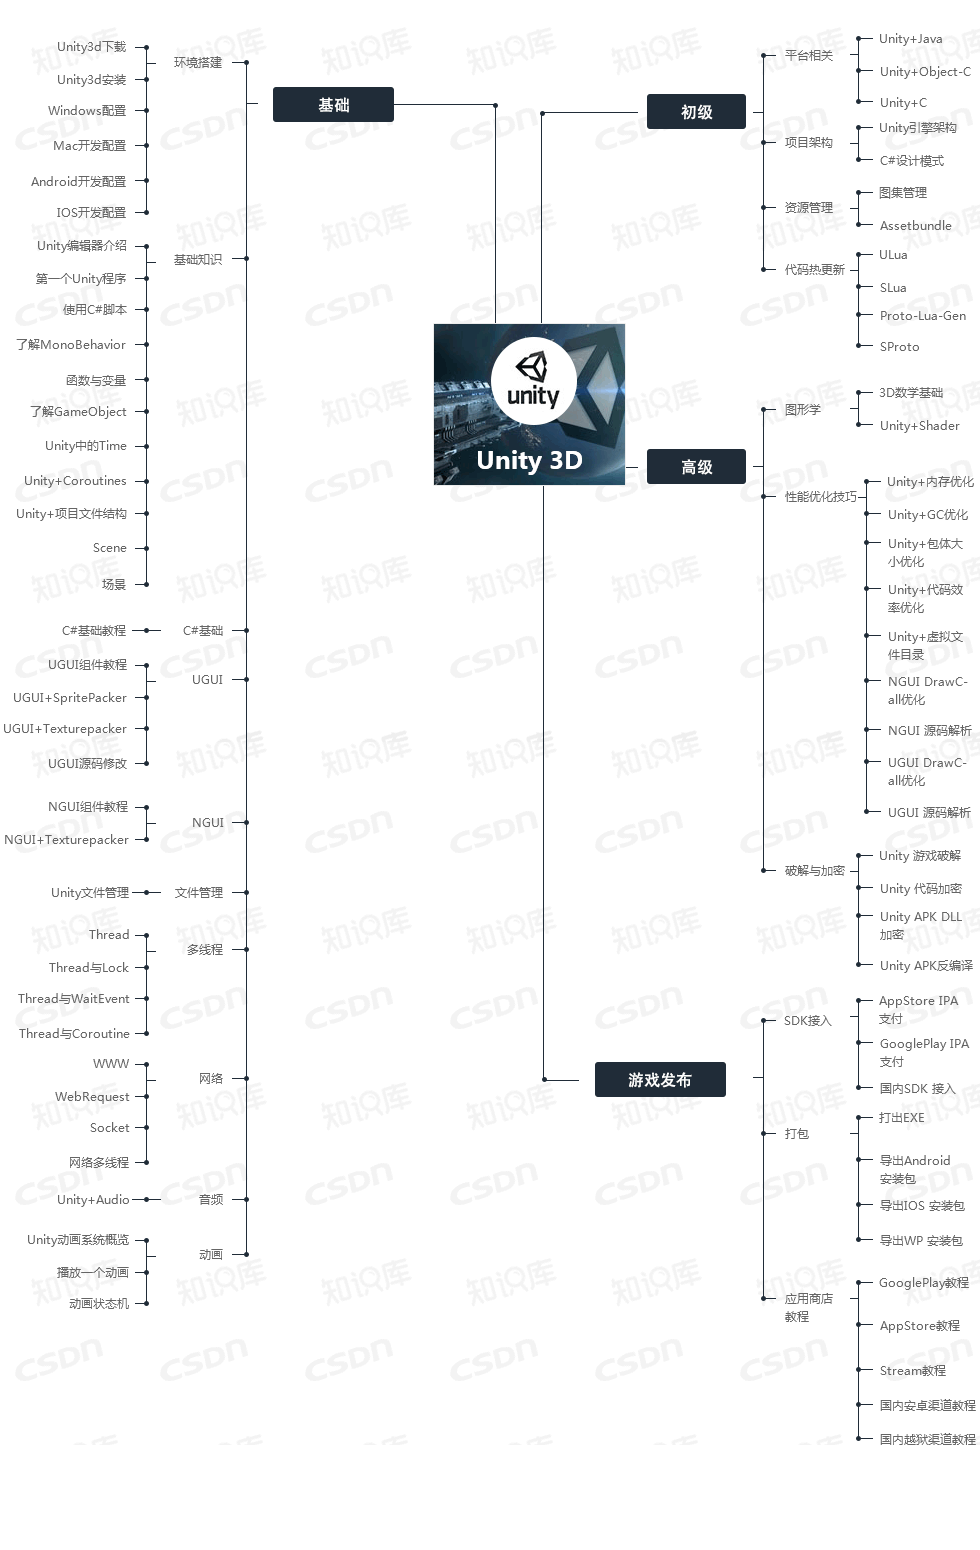 Unity 3D
unity
基础
环境搭建
Unity3d下载
Unity3d安装
Windows配置
Mac开发配置
Android开发配置
IOS开发配置
基础知识
Unity编辑器介绍
第一个Unity程序
使用C#脚本
了解MonoBehavior
函数与变量
了解GameObject
Unity中的Time
Unity+Coroutines
Unity+项目文件结构
Scene
场景
C#基础
C#基础教程
UGUI
UGUI组件教程
UGUI+SpritePacker
UGUI+Texturepacker
UGUI源码修改
NGUI
NGUI组件教程
NGUI+Texturepacker
文件管理
Unity文件管理
多线程
Thread
Thread与Lock
Thread与WaitEvent
Thread与Coroutine
网络
WWW
WebRequest
Socket
网络多线程
音频
Unity+Audio
动画
Unity动画系统概览
播放一个动画
动画状态机
初级
平台相关
Unity+Java
Unity+Object-C
Unity+C
项目架构
Unity引擎架构
C#设计模式
资源管理
图集管理
Assetbundle
代码热更新
ULua
SLua
Proto-Lua-Gen
SProto
高级
图形学
3D数学基础
Unity+Shader
性能优化技巧
Unity+内存优化
Unity+GC优化
Unity+包体大
小优化
Unity+代码效
率优化
Unity+虚拟文
件目录
NGUI DrawC-
all优化
NGUI 源码解析
UGUI DrawC-
all优化
UGUI 源码解析
破解与加密
Unity 游戏破解
Unity 代码加密
Unity APK DLL
加密
Unity APK反编译
游戏发布
SDK接入
AppStore IPA
支付
GooglePlay IPA
支付
国内SDK 接入
打包
打出EXE
导出Android
安装包
导出IOS 安装包
导出WP 安装包
应用商店
教程
GooglePlay教程
AppStore教程
Stream教程
国内安卓渠道教程
国内越狱渠道教程
知识库
CSDN